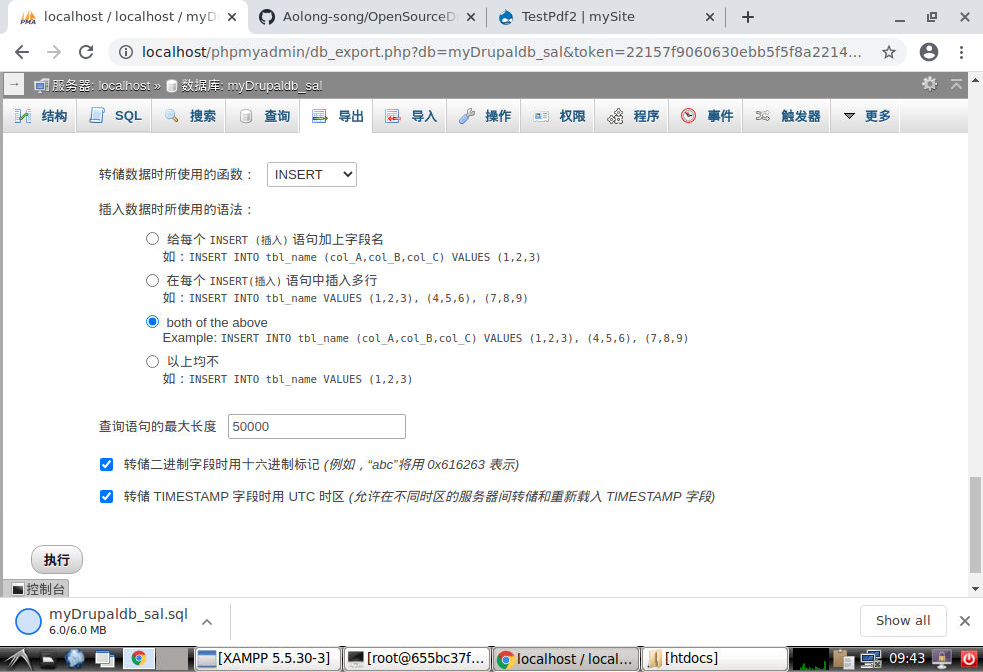 localhost / localhost / myD
Aolong-song/OpenSourceD
TestPdf2 | mySite
localhost/phpmyadmin/db_export.php?db=myDrupaldb_sal&token=22157f9060630ebb5f5f8a2214...
服务器: localhost » 数据库: myDrupaldb_sal
结构 SQL 搜索 查询 导出 导入 操作 权限 程序 事件 触发器 更多
转储数据时所使用的函数： INSERT
插入数据时所使用的语法：
给每个 INSERT (插入) 语句加上字段名
如：INSERT INTO tbl_name (col_A,col_B,col_C) VALUES (1,2,3)
在每个 INSERT(插入) 语句中插入多行
如：INSERT INTO tbl_name VALUES (1,2,3), (4,5,6), (7,8,9)
both of the above
Example: INSERT INTO tbl_name (col_A,col_B,col_C) VALUES (1,2,3), (4,5,6), (7,8,9)
以上均不
如：INSERT INTO tbl_name VALUES (1,2,3)
查询语句的最大长度 50000
转储二进制字段时用十六进制标记 (例如，“abc”将用 0x616263 表示)
转储 TIMESTAMP 字段时用 UTC 时区 (允许在不同时区的服务器间转储和重新载入 TIMESTAMP 字段)
执行
控制台
myDrupaldb_sal.sql
6.0/6.0 MB
Show all
[XAMPP 5.5.30-3] [root@655bc37f... localhost / local... [htdocs] 09:43